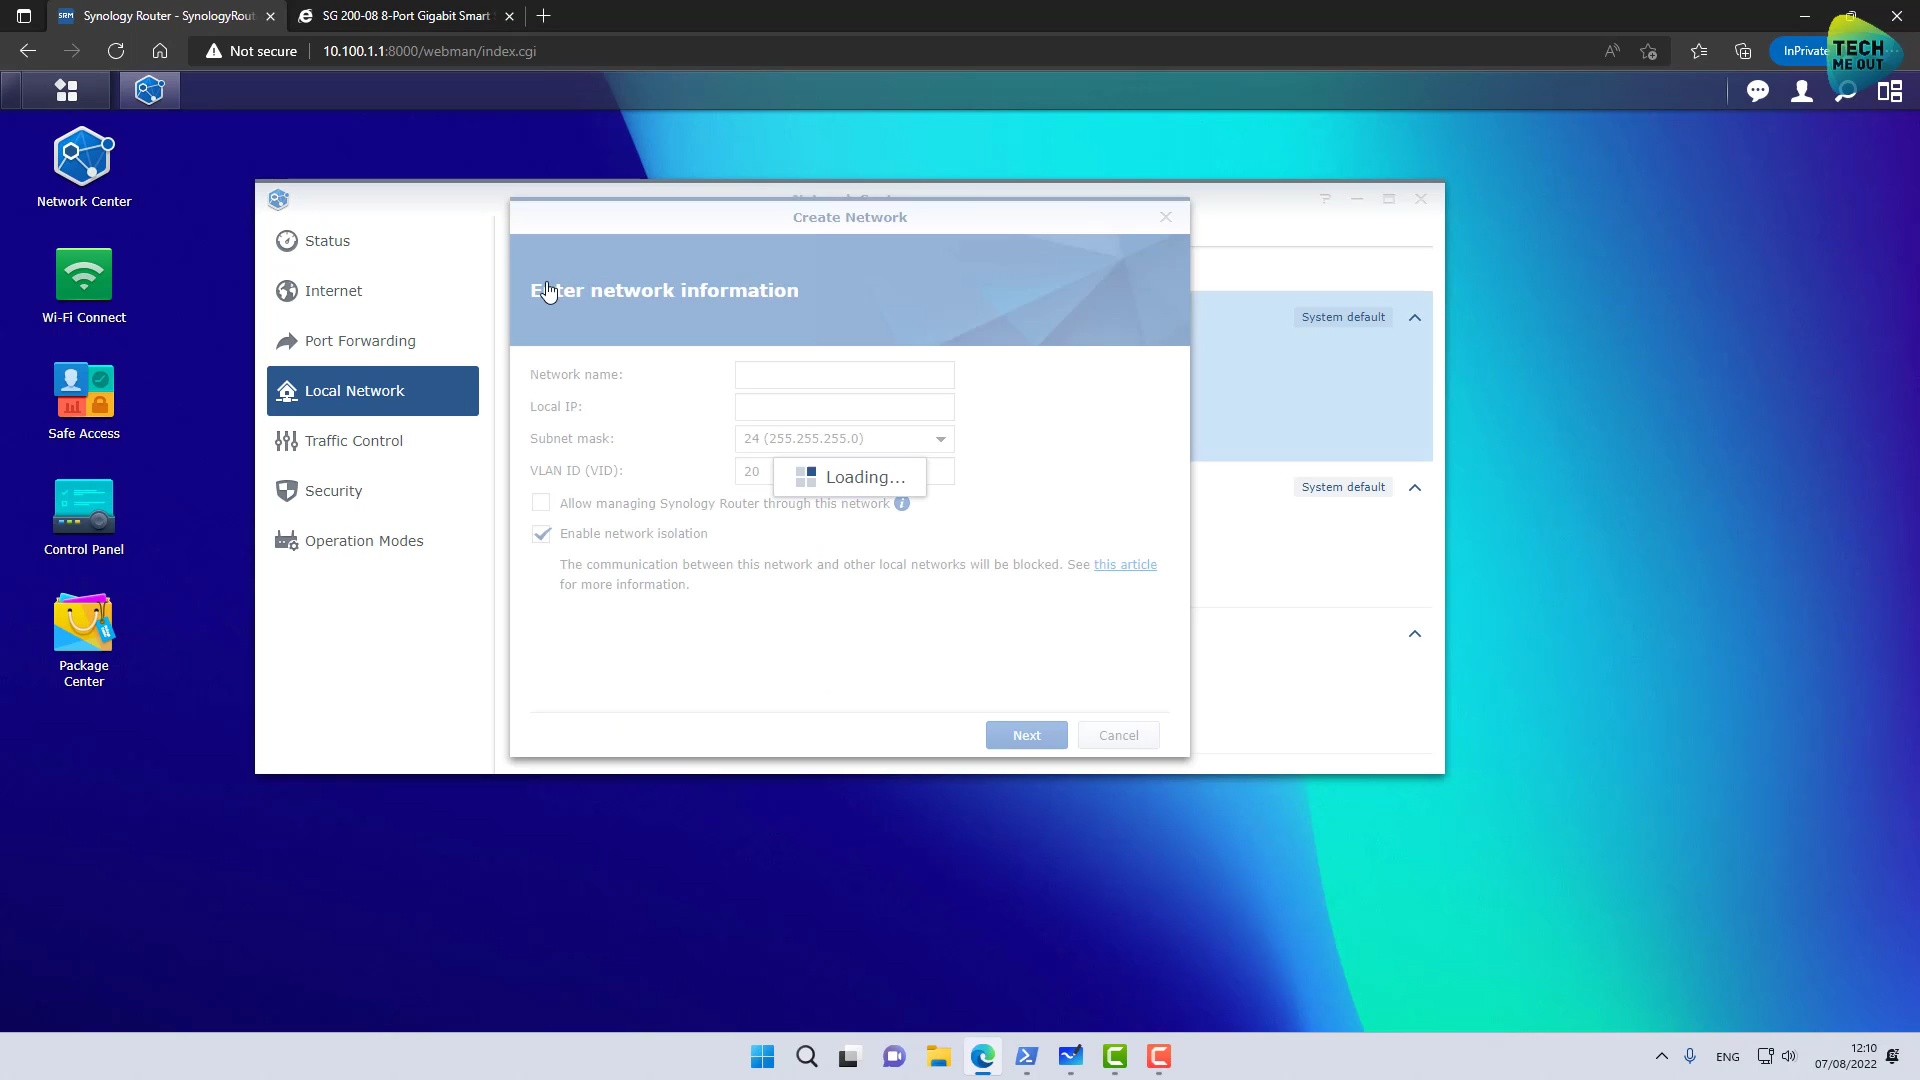 SRM Synology Router - SynologyRout
SG 200-08 8-Port Gigabit Smart
Not secure
10.100.1.1:8000/webman/index.cgi
InPrivate
TECH
ME OUT
Network Center
Wi-Fi Connect
Safe Access
Control Panel
Package
Center
Status
Internet
Port Forwarding
Local Network
Traffic Control
Security
Operation Modes
Create Network
Enter network information
Network name:
Local IP:
Subnet mask:
24 (255.255.255.0)
VLAN ID (VID):
20
Loading...
Allow managing Synology Router through this network
Enable network isolation
The communication between this network and other local networks will be blocked. See this article
for more information.
Next
Cancel
System default
System default
ENG
12:10
07/08/2022